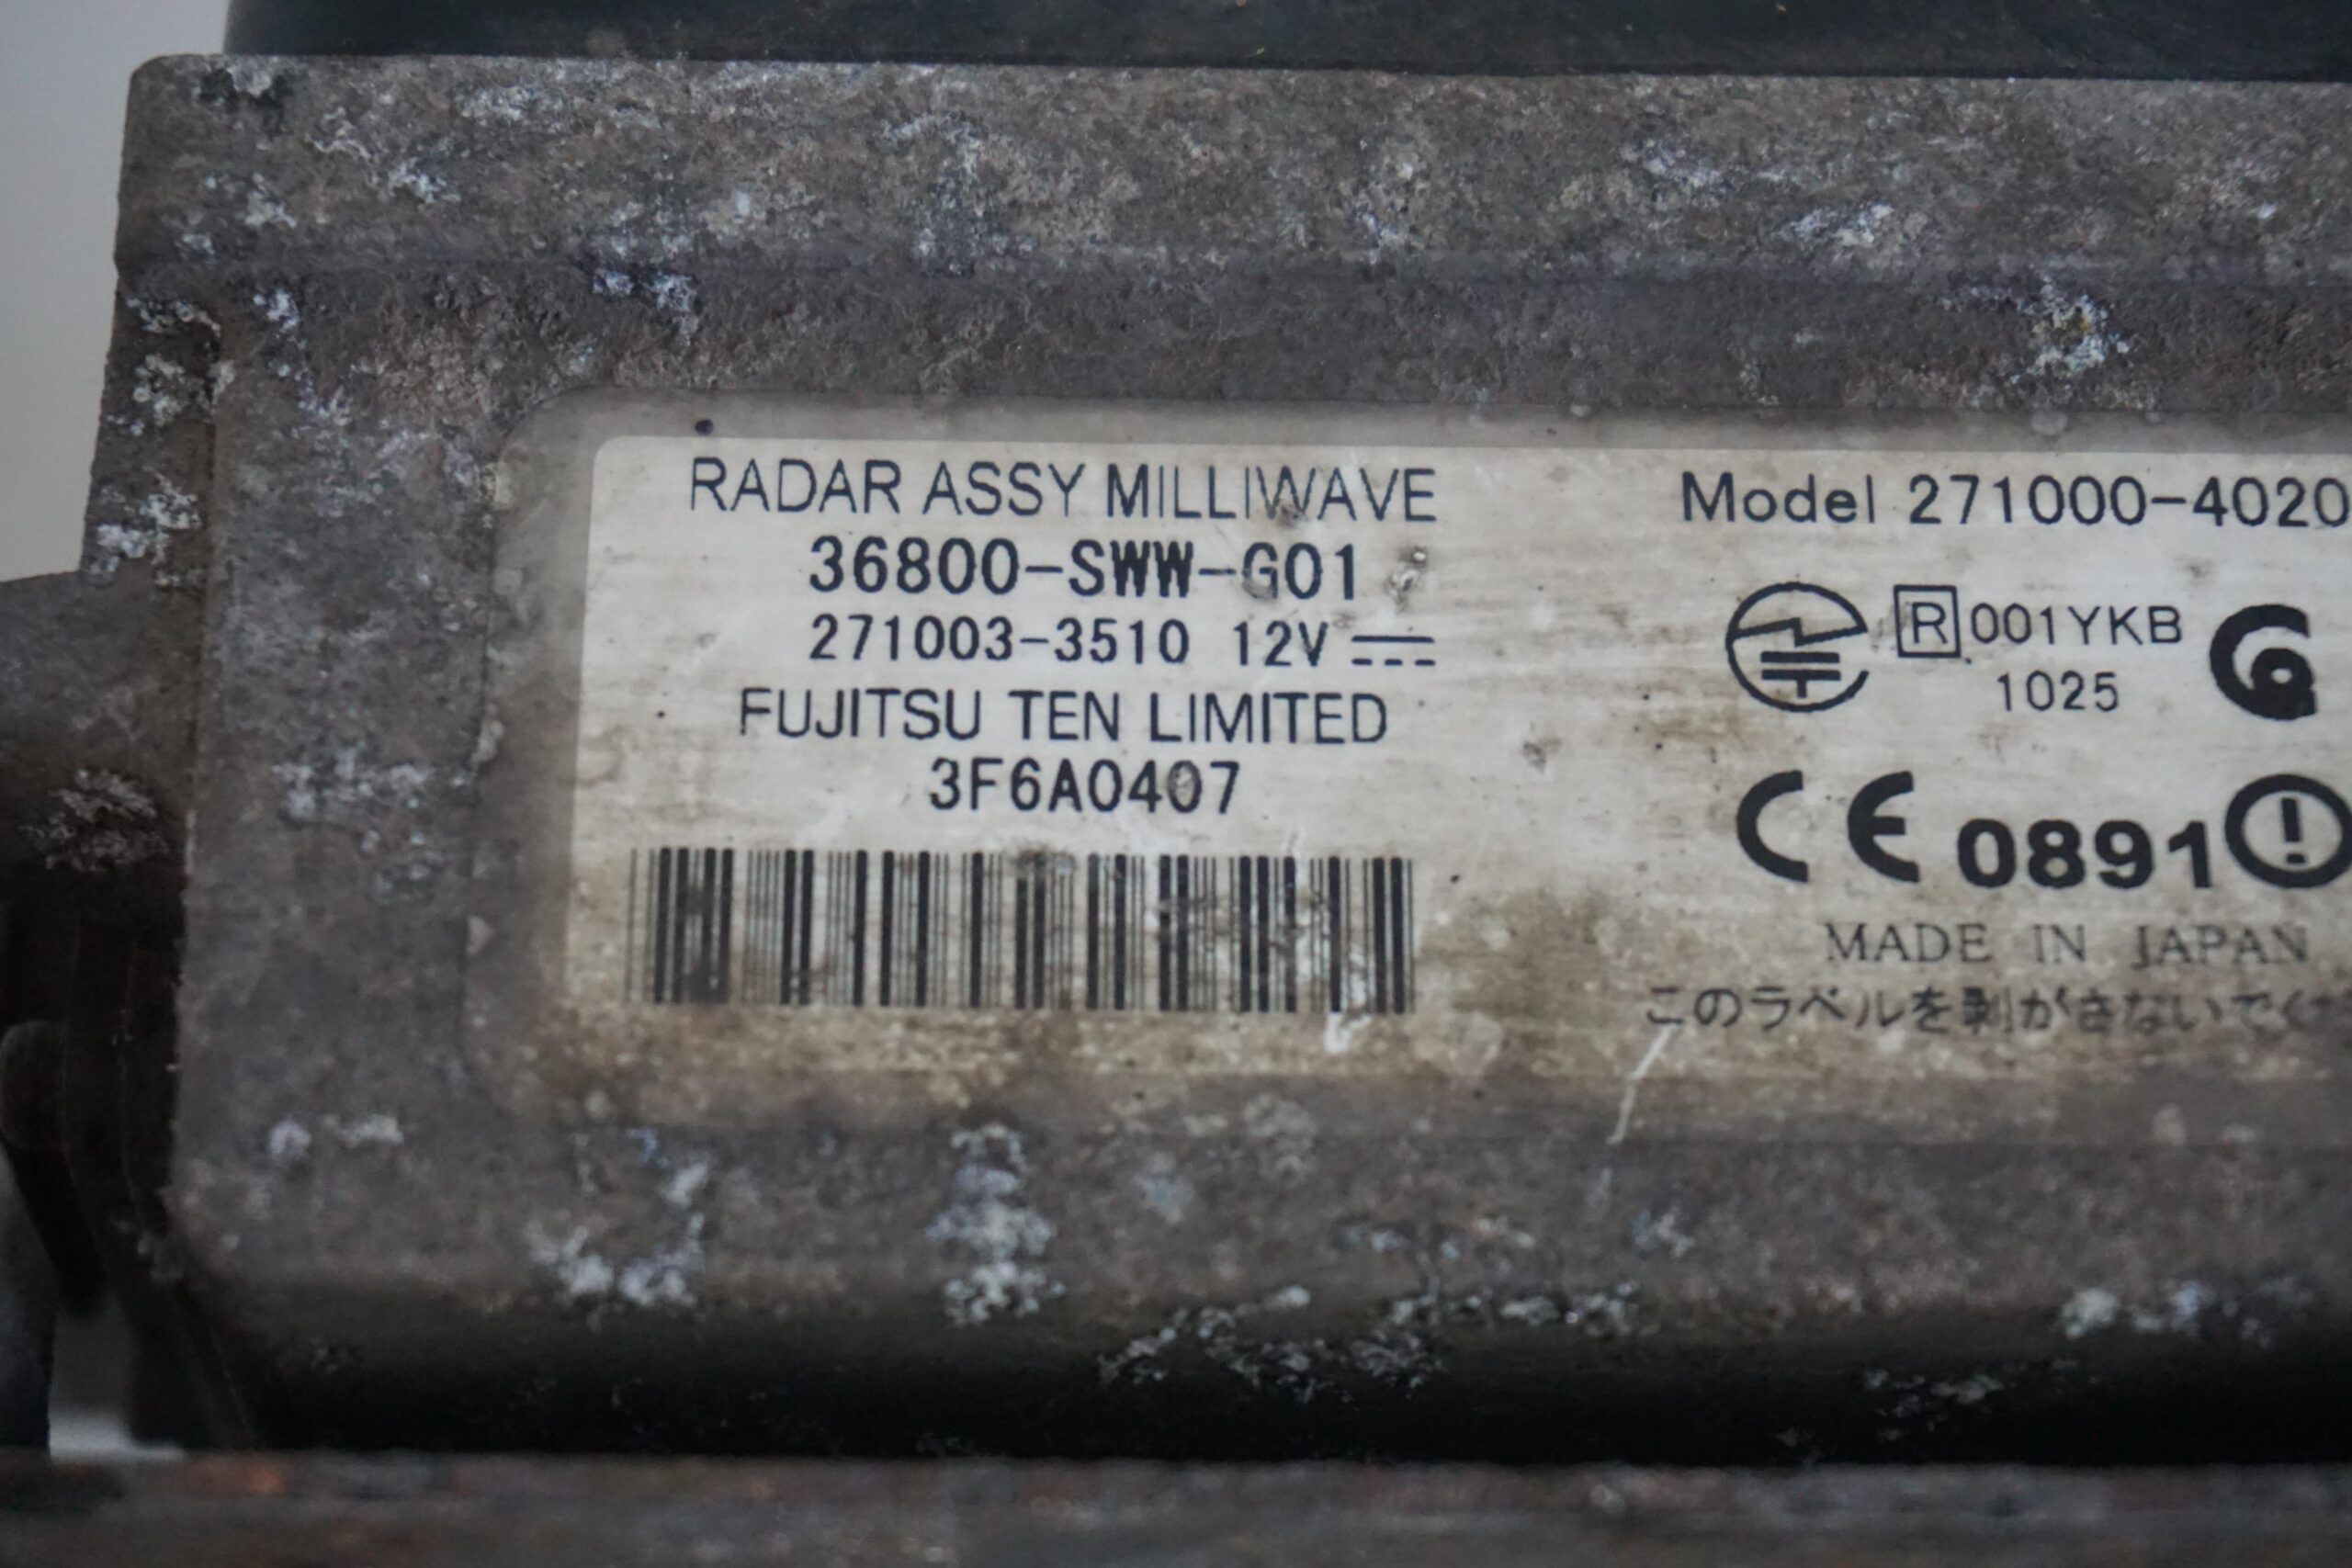 RADAR ASSY MILLIWAVE
36800-SWW-G01
271003-3510 12V
FUJITSU TEN LIMITED
3F6A0407
Model 271000-4020
R 001YKB
1025
CE 0891
MADE IN JAPAN
このラベルを剥がさないでく